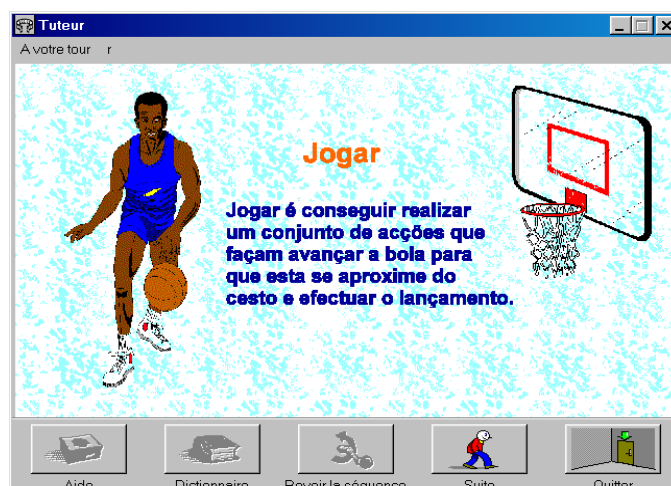 Tuteur
A votre tour r
Jogar
Jogar é conseguir realizar
um conjunto de acções que
façam avançar a bola para
que esta se aproxime do
cesto e efectuar o lançamento.
Aide Dictionnaire Revoir la séquence Suite Quitter